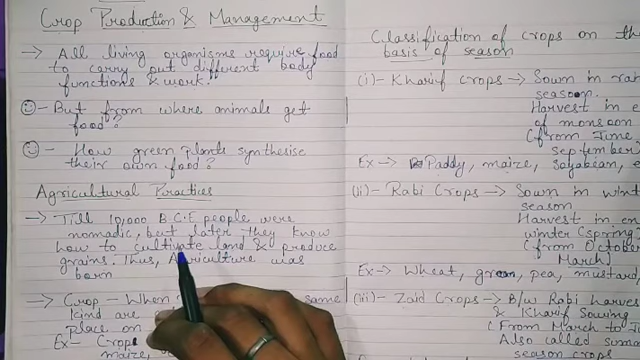 Crop Production & Management
→ All living organisms require food
to carry out different body
functions & work.
- But from where animals get
food?
- How green plants synthesise
their own food?
Agricultural Practices
→ Till 10,000 B.C.E people were
nomadic, but later they know
how to cultivate land & produce
grains. Thus, Agriculture was
born
→ Crop - When same
kind are
place on
Ex - Crops
maize
Classification of crops on the
basis of season
(i)- Kharif crops → Sown in
season.
Harvest in
of monsoon
(from June
september
Ex → Paddy, maize, soyabean,
(ii)- Rabi Crops → Sown in
season
Harvest in
winter (spring
(from October
March)
Ex → Wheat, gram, pea, mustard
(iii)- Zaid Crops → B/w Rabi
& Kharif Sowing
(From March to
Also called
season crops